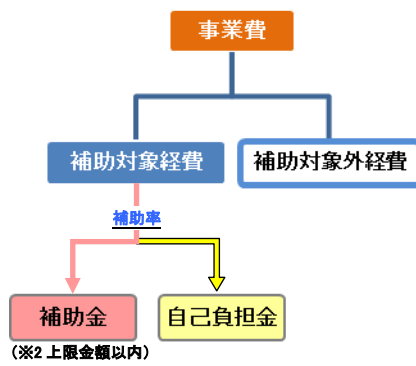 事業費
補助対象経費
補助対象外経費
補助率
補助金
自己負担金
(※2 上限金額以内)